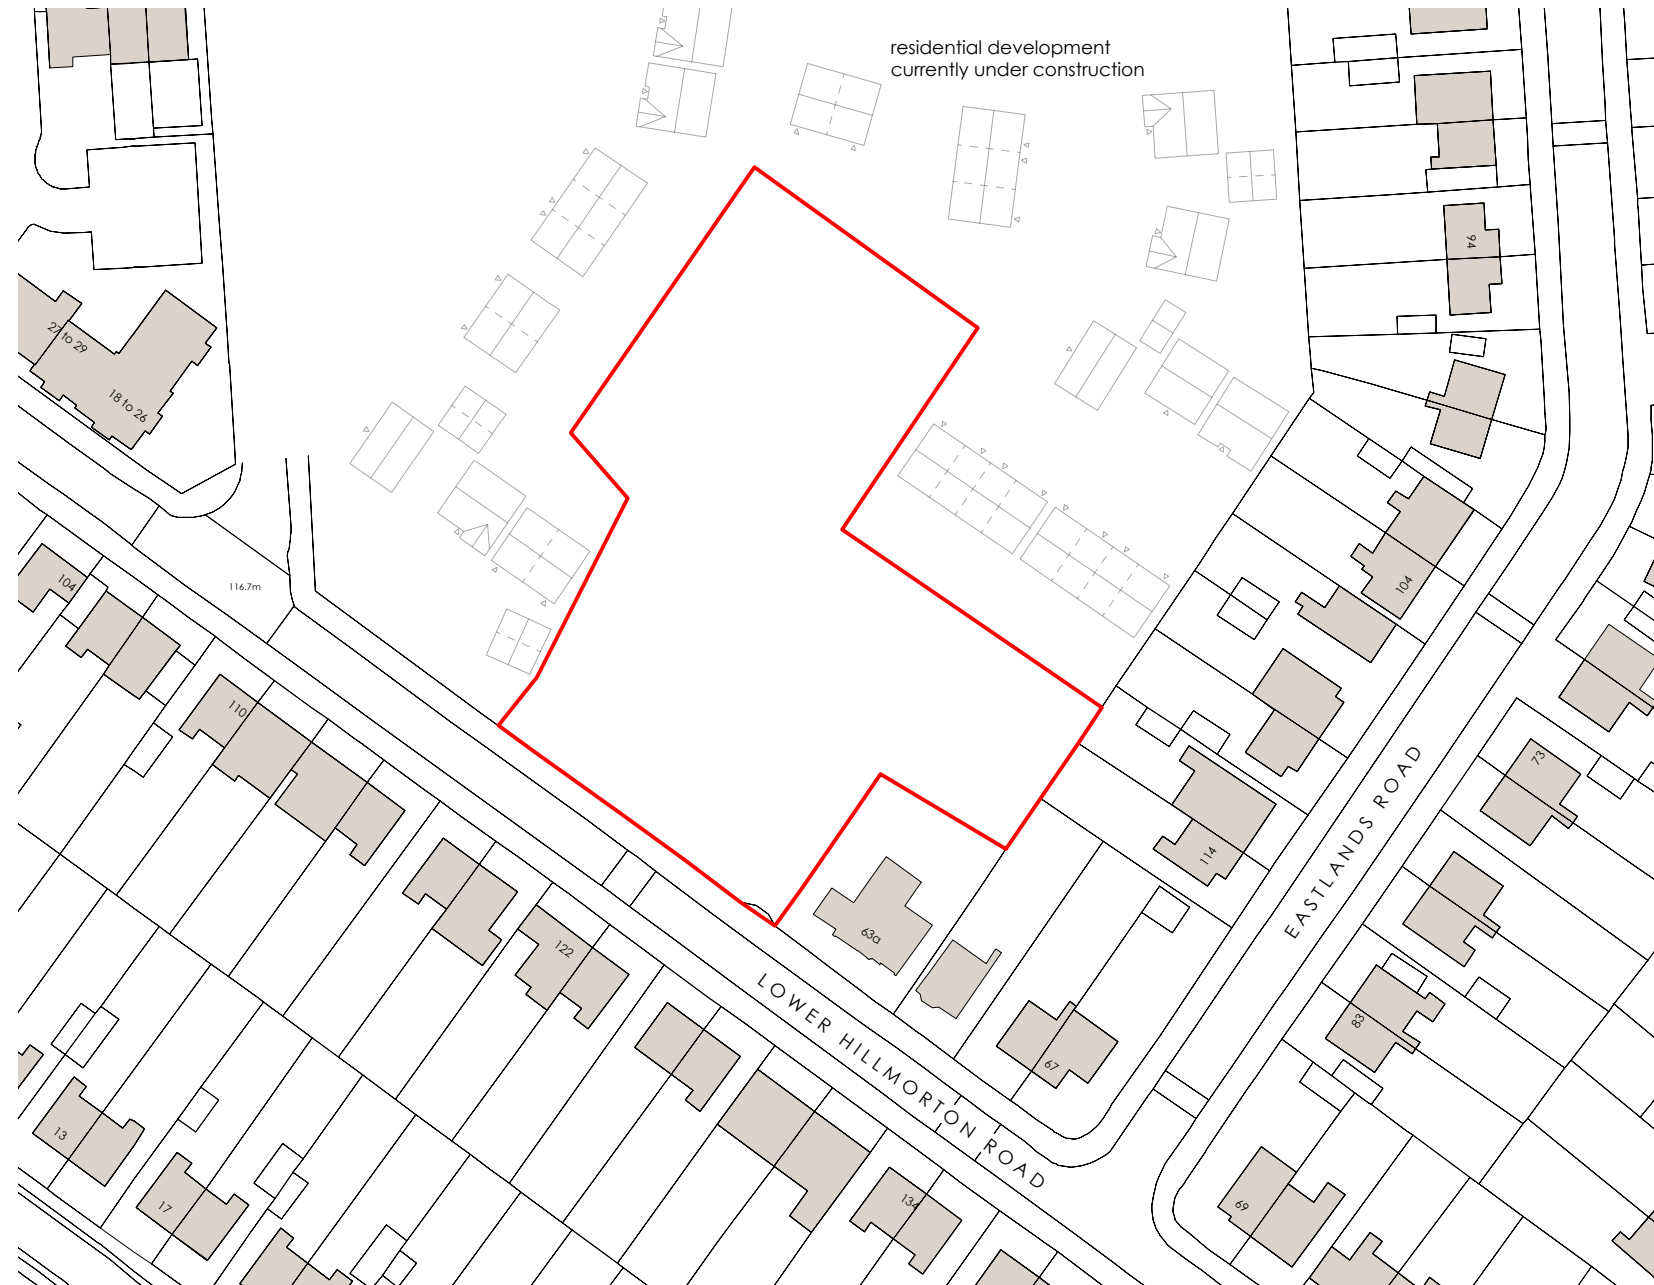 residential development
currently under construction
94
27 to 29
18 to 26
104
116.7m
104
110
73
EASTLANDS ROAD
114
63a
122
LOWER HILLMORTON ROAD
83
67
13
17
134
69